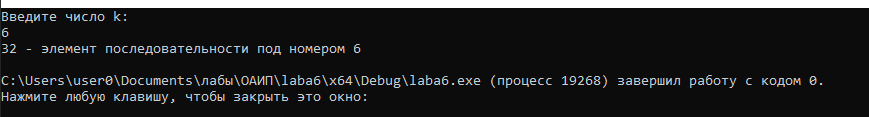 Введите число k:
6
32 - элемент последовательности под номером 6
C:\Users\user0\Documents\лабы\ОАИП\laba6\x64\Debug\laba6.exe (процесс 19268) завершил работу с кодом 0.
Нажмите любую клавишу, чтобы закрыть это окно: